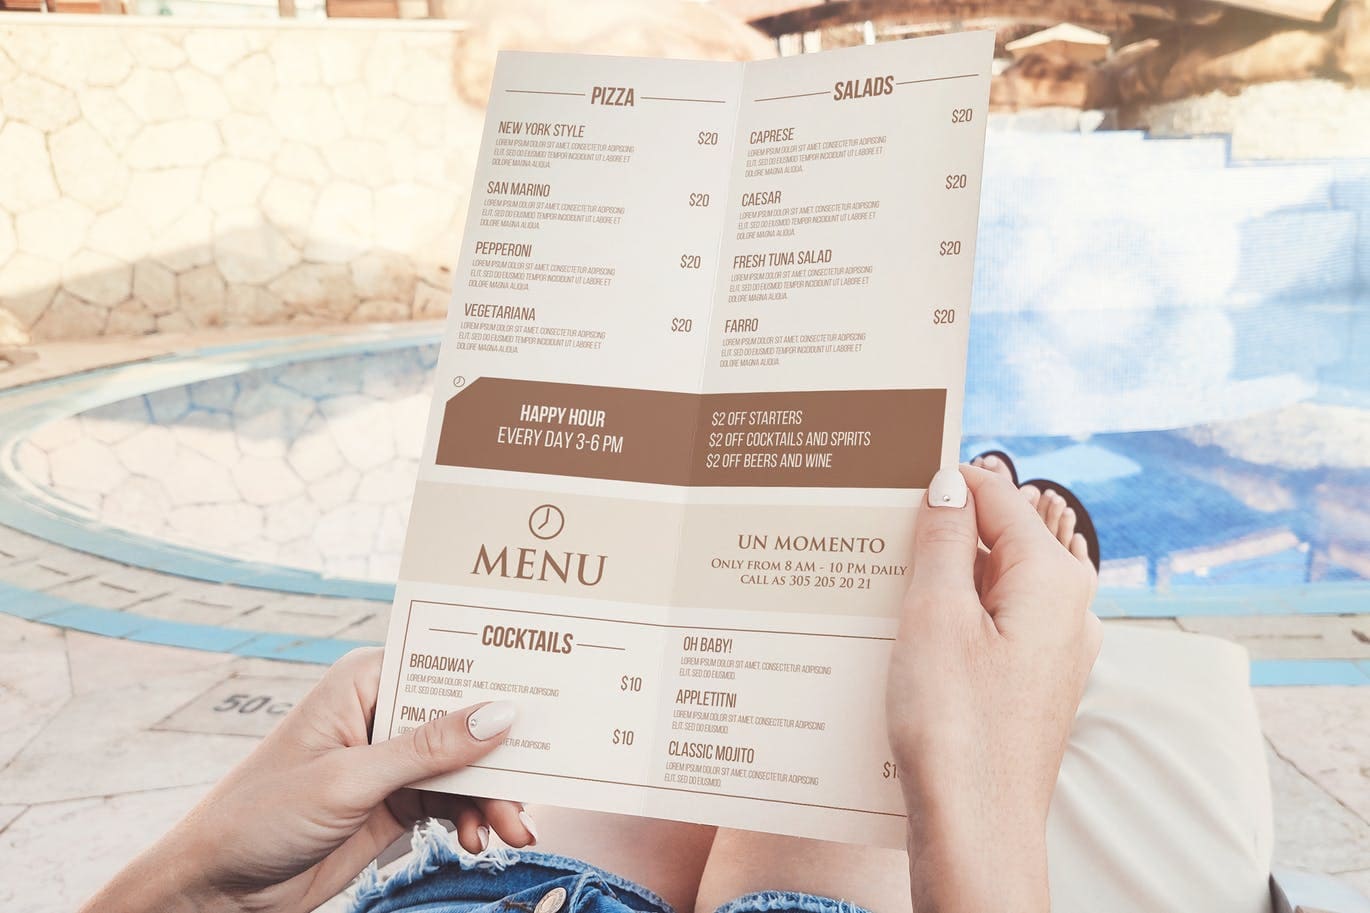 PIZZA
NEW YORK STYLE $20
LOREM IPSUM DOLOR SIT AMET, CONSECTETUR ADIPISCING
ELIT, SED DO EIUSMOD TEMPOR INCIDIDUNT UT LABORE ET
DOLORE MAGNA ALIQUA.
SAN MARINO $20
LOREM IPSUM DOLOR SIT AMET, CONSECTETUR ADIPISCING
ELIT, SED DO EIUSMOD TEMPOR INCIDIDUNT UT LABORE ET
DOLORE MAGNA ALIQUA.
PEPPERONI $20
LOREM IPSUM DOLOR SIT AMET, CONSECTETUR ADIPISCING
ELIT, SED DO EIUSMOD TEMPOR INCIDIDUNT UT LABORE ET
DOLORE MAGNA ALIQUA.
VEGETARIANA $20
LOREM IPSUM DOLOR SIT AMET, CONSECTETUR ADIPISCING
ELIT, SED DO EIUSMOD TEMPOR INCIDIDUNT UT LABORE ET
DOLORE MAGNA ALIQUA.
SALADS
$20
CAPRESE
LOREM IPSUM DOLOR SIT AMET, CONSECTETUR ADIPISCING
ELIT, SED DO EIUSMOD TEMPOR INCIDIDUNT UT LABORE ET
DOLORE MAGNA ALIQUA.
$20
CAESAR
LOREM IPSUM DOLOR SIT AMET, CONSECTETUR ADIPISCING
ELIT, SED DO EIUSMOD TEMPOR INCIDIDUNT UT LABORE ET
DOLORE MAGNA ALIQUA.
$20
FRESH TUNA SALAD
LOREM IPSUM DOLOR SIT AMET, CONSECTETUR ADIPISCING
ELIT, SED DO EIUSMOD TEMPOR INCIDIDUNT UT LABORE ET
DOLORE MAGNA ALIQUA.
$20
FARRO
LOREM IPSUM DOLOR SIT AMET, CONSECTETUR ADIPISCING
ELIT, SED DO EIUSMOD TEMPOR INCIDIDUNT UT LABORE ET
DOLORE MAGNA ALIQUA.
HAPPY HOUR
EVERY DAY 3-6 PM
$2 OFF STARTERS
$2 OFF COCKTAILS AND SPIRITS
$2 OFF BEERS AND WINE
MENU
UN MOMENTO
ONLY FROM 8 AM - 10 PM DAILY
CALL AS 305 205 20 21
COCKTAILS
BROADWAY $10
LOREM IPSUM DOLOR SIT AMET, CONSECTETUR ADIPISCING
ELIT, SED DO EIUSMOD.
PINA $10
ADIPISCING
OH BABY!
LOREM IPSUM DOLOR SIT AMET, CONSECTETUR ADIPISCING
ELIT, SED DO EIUSMOD.
APPLETITNI
LOREM IPSUM DOLOR SIT AMET, CONSECTETUR ADIPISCING
ELIT, SED DO EIUSMOD.
CLASSIC MOJITO
LOREM IPSUM DOLOR SIT AMET, CONSECTETUR ADIPISCING
ELIT, SED DO EIUSMOD.